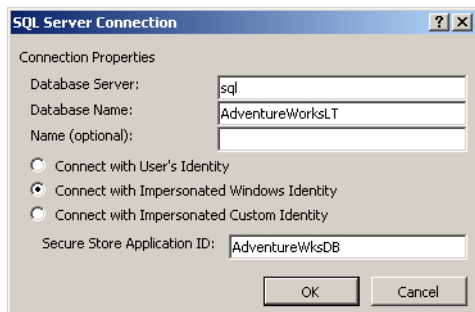 SQL Server Connection
Connection Properties
Database Server: sql
Database Name: AdventureWorksLT
Name (optional):
Connect with User's Identity
Connect with Impersonated Windows Identity
Connect with Impersonated Custom Identity
Secure Store Application ID: AdventureWksDB
OK Cancel